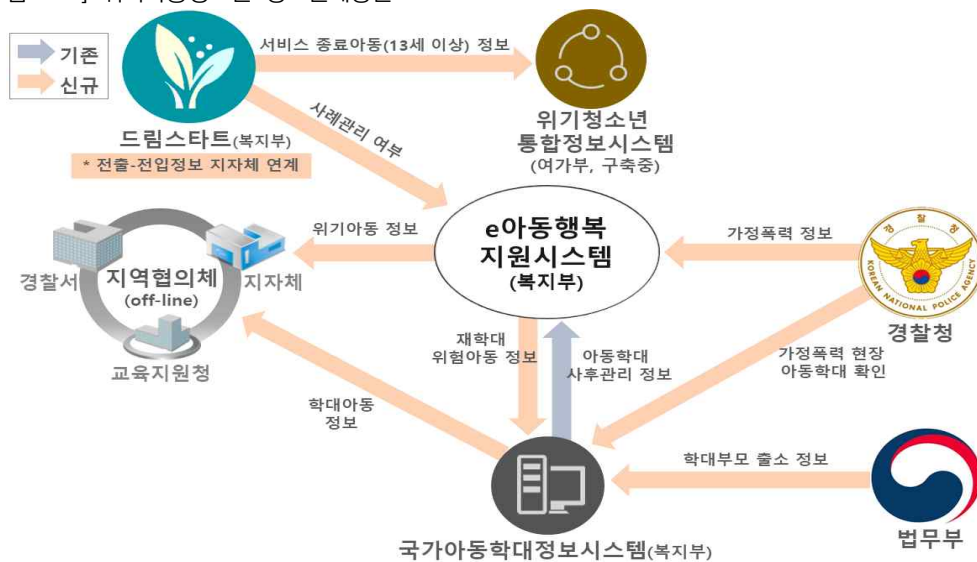 기존
신규
서비스 종료아동(13세 이상) 정보
드림스타트(복지부)
* 전출-전입정보 지자체 연계
사례관리 여부
위기청소년
통합정보시스템
(여가부, 구축중)
위기아동 정보
e아동행복
지원시스템
(복지부)
가정폭력 정보
경찰청
KOREAN NATIONAL POLICE AGENCY
경찰청
경찰서
지역협의체
(off-line)
지자체
교육지원청
재학대
위험아동 정보
아동학대
사후관리 정보
가정폭력 현장
아동학대 확인
학대아동
정보
학대부모 출소 정보
법무부
국가아동학대정보시스템(복지부)